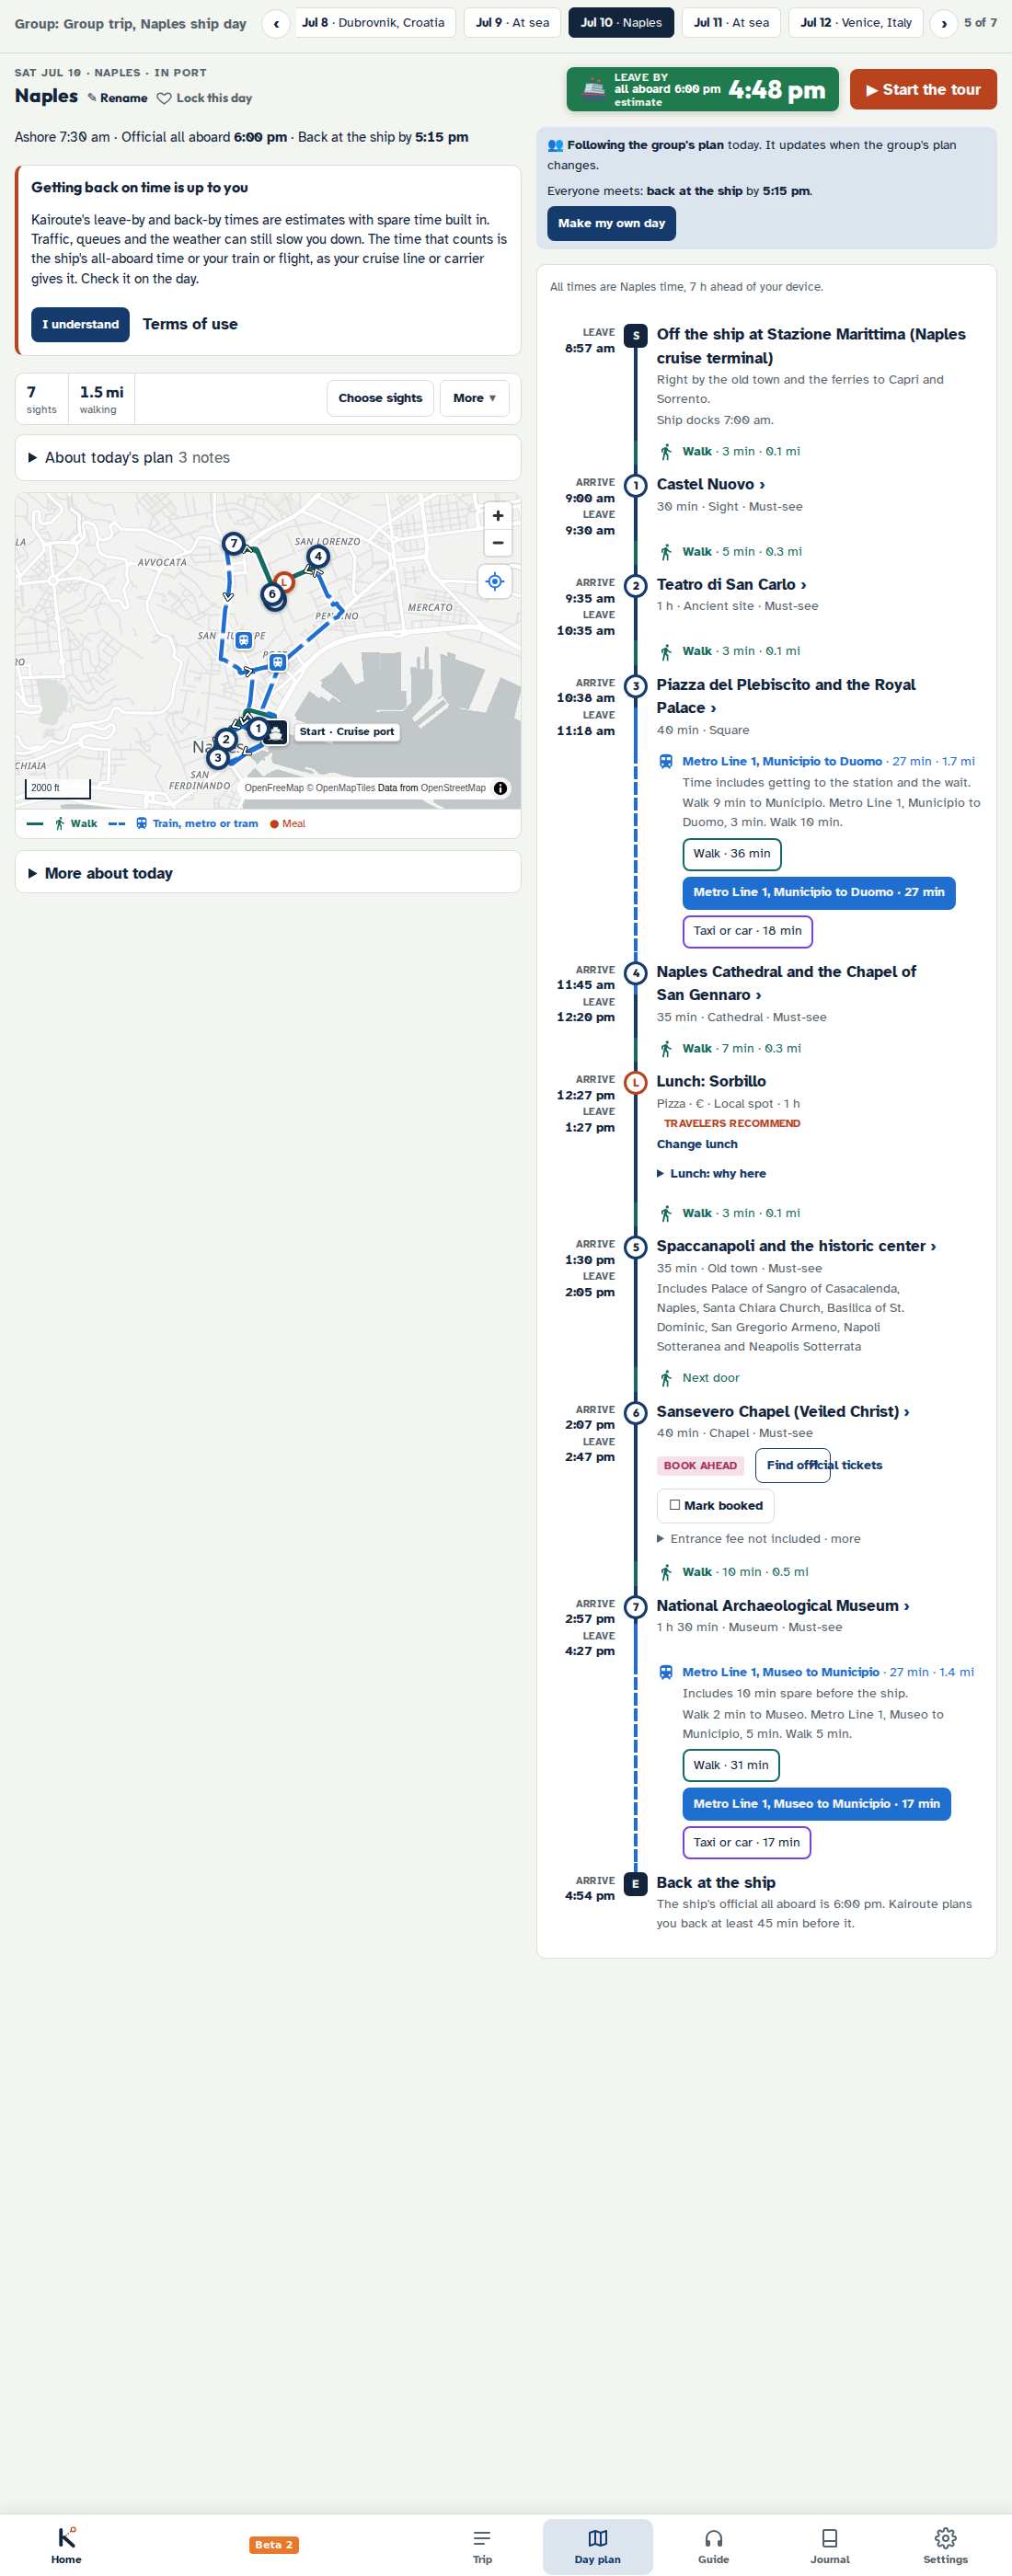 Group: Group trip, Naples ship day
‹
Jul 8 · Dubrovnik, Croatia
Jul 9 · At sea
Jul 10 · Naples
Jul 11 · At sea
Jul 12 · Venice, Italy
›
5 of 7
SAT JUL 10 · NAPLES · IN PORT
Naples
✎ Rename
Lock this day
LEAVE BY
all aboard 6:00 pm
estimate
4:48 pm
▶ Start the tour
Ashore 7:30 am · Official all aboard 6:00 pm · Back at the ship by 5:15 pm
Getting back on time is up to you
Kairoute's leave-by and back-by times are estimates with spare time built in.
Traffic, queues and the weather can still slow you down. The time that counts is
the ship's all-aboard time or your train or flight, as your cruise line or carrier
gives it. Check it on the day.
I understand
Terms of use
7
sights
1.5 mi
walking
Choose sights
More ▼
▶ About today's plan 3 notes
LA
AVVOCATA
SAN LORENZO
MERCATO
CHIAIA
SAN
FERDINANDO
7
4
L
6
1
2
3
+
−
Start · Cruise port
2000 ft
OpenFreeMap © OpenMapTiles Data from OpenStreetMap
Walk
Train, metro or tram
Meal
▶ More about today
👥 Following the group's plan today. It updates when the group's plan
changes.
Everyone meets: back at the ship by 5:15 pm.
Make my own day
All times are Naples time, 7 h ahead of your device.
LEAVE
8:57 am
S
Off the ship at Stazione Marittima (Naples
cruise terminal)
Right by the old town and the ferries to Capri and
Sorrento.
Ship docks 7:00 am.
Walk · 3 min · 0.1 mi
ARRIVE
9:00 am
LEAVE
9:30 am
1
Castel Nuovo ›
30 min · Sight · Must-see
Walk · 5 min · 0.3 mi
ARRIVE
9:35 am
LEAVE
10:35 am
2
Teatro di San Carlo ›
1 h · Ancient site · Must-see
Walk · 3 min · 0.1 mi
ARRIVE
10:38 am
LEAVE
11:18 am
3
Piazza del Plebiscito and the Royal
Palace ›
40 min · Square
Metro Line 1, Municipio to Duomo · 27 min · 1.7 mi
Time includes getting to the station and the wait.
Walk 9 min to Municipio. Metro Line 1, Municipio to
Duomo, 3 min. Walk 10 min.
Walk · 36 min
Metro Line 1, Municipio to Duomo · 27 min
Taxi or car · 18 min
ARRIVE
11:45 am
LEAVE
12:20 pm
4
Naples Cathedral and the Chapel of
San Gennaro ›
35 min · Cathedral · Must-see
Walk · 7 min · 0.3 mi
ARRIVE
12:27 pm
LEAVE
1:27 pm
L
Lunch: Sorbillo
Pizza · € · Local spot · 1 h
TRAVELERS RECOMMEND
Change lunch
▶ Lunch: why here
Walk · 3 min · 0.1 mi
ARRIVE
1:30 pm
LEAVE
2:05 pm
5
Spaccanapoli and the historic center ›
35 min · Old town · Must-see
Includes Palace of Sangro of Casacalenda,
Naples, Santa Chiara Church, Basilica of St.
Dominic, San Gregorio Armeno, Napoli
Sotteranea and Neapolis Sotterrata
Next door
ARRIVE
2:07 pm
LEAVE
2:47 pm
6
Sansevero Chapel (Veiled Christ) ›
40 min · Chapel · Must-see
BOOK AHEAD
Find official tickets
☐ Mark booked
▶ Entrance fee not included · more
Walk · 10 min · 0.5 mi
ARRIVE
2:57 pm
LEAVE
4:27 pm
7
National Archaeological Museum ›
1 h 30 min · Museum · Must-see
Metro Line 1, Museo to Municipio · 27 min · 1.4 mi
Includes 10 min spare before the ship.
Walk 2 min to Museo. Metro Line 1, Museo to
Municipio, 5 min. Walk 5 min.
Walk · 31 min
Metro Line 1, Museo to Municipio · 17 min
Taxi or car · 17 min
ARRIVE
4:54 pm
E
Back at the ship
The ship's official all aboard is 6:00 pm. Kairoute plans
you back at least 45 min before it.
Home
Beta 2
Trip
Day plan
Guide
Journal
Settings